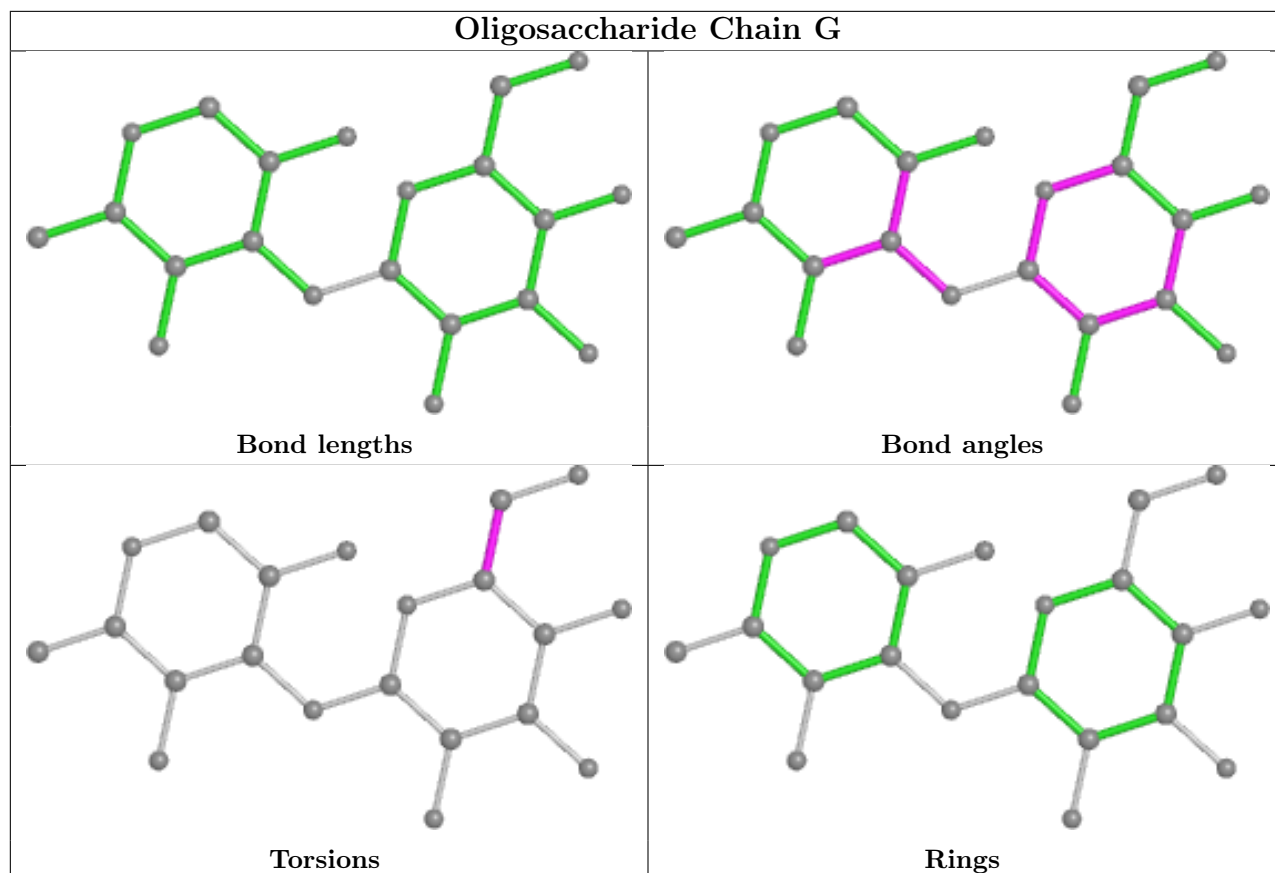 Oligosaccharide Chain G
Bond lengths
Bond angles
Torsions
Rings